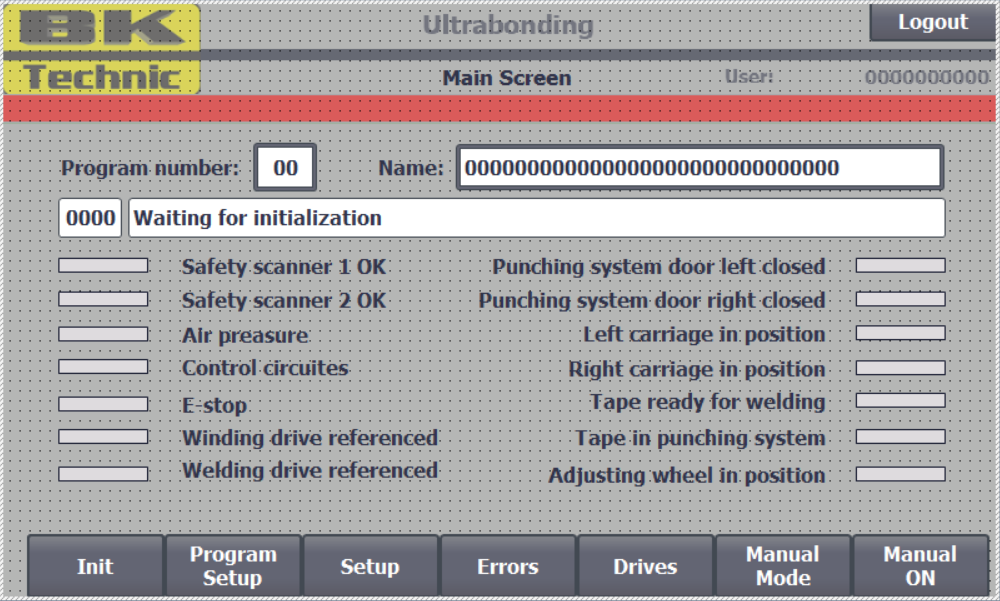 BK
Technic
Ultrabonding
Logout
Main Screen
User:
0000000000
Program number:
00
Name:
000000000000000000000000000000
0000
Waiting for initialization
Safety scanner 1 OK
Punching system door left closed
Safety scanner 2 OK
Punching system door right closed
Air preasure
Left carriage in position
Control circuites
Right carriage in position
E-stop
Tape ready for welding
Winding drive referenced
Tape in punching system
Welding drive referenced
Adjusting wheel in position
Init
Program
Setup
Setup
Errors
Drives
Manual
Mode
Manual
ON